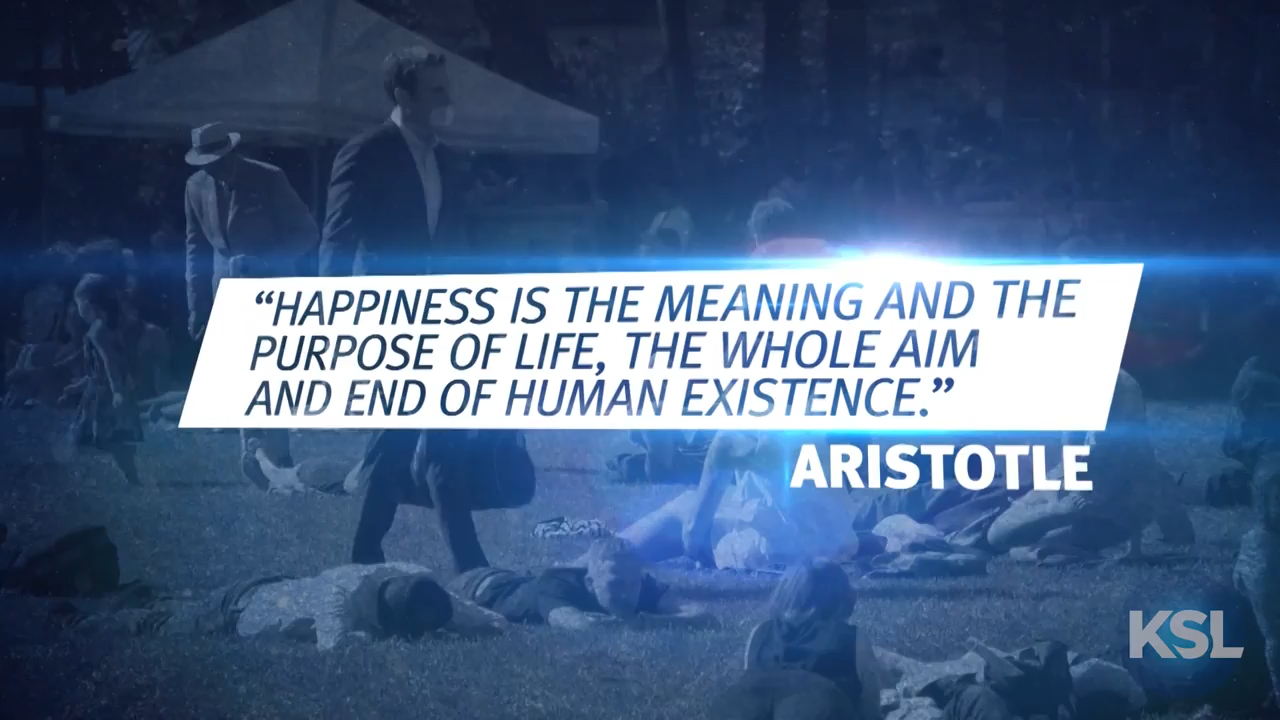 “HAPPINESS IS THE MEANING AND THE
PURPOSE OF LIFE, THE WHOLE AIM
AND END OF HUMAN EXISTENCE.”
ARISTOTLE
KSL